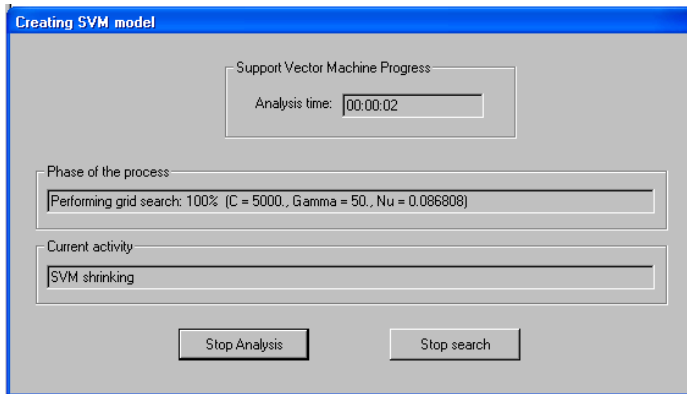 Creating SVM model
Support Vector Machine Progress
Analysis time: 00:00:02
Phase of the process
Performing grid search: 100% (C = 5000., Gamma = 50., Nu = 0.086808)
Current activity
SVM shrinking
Stop Analysis Stop search